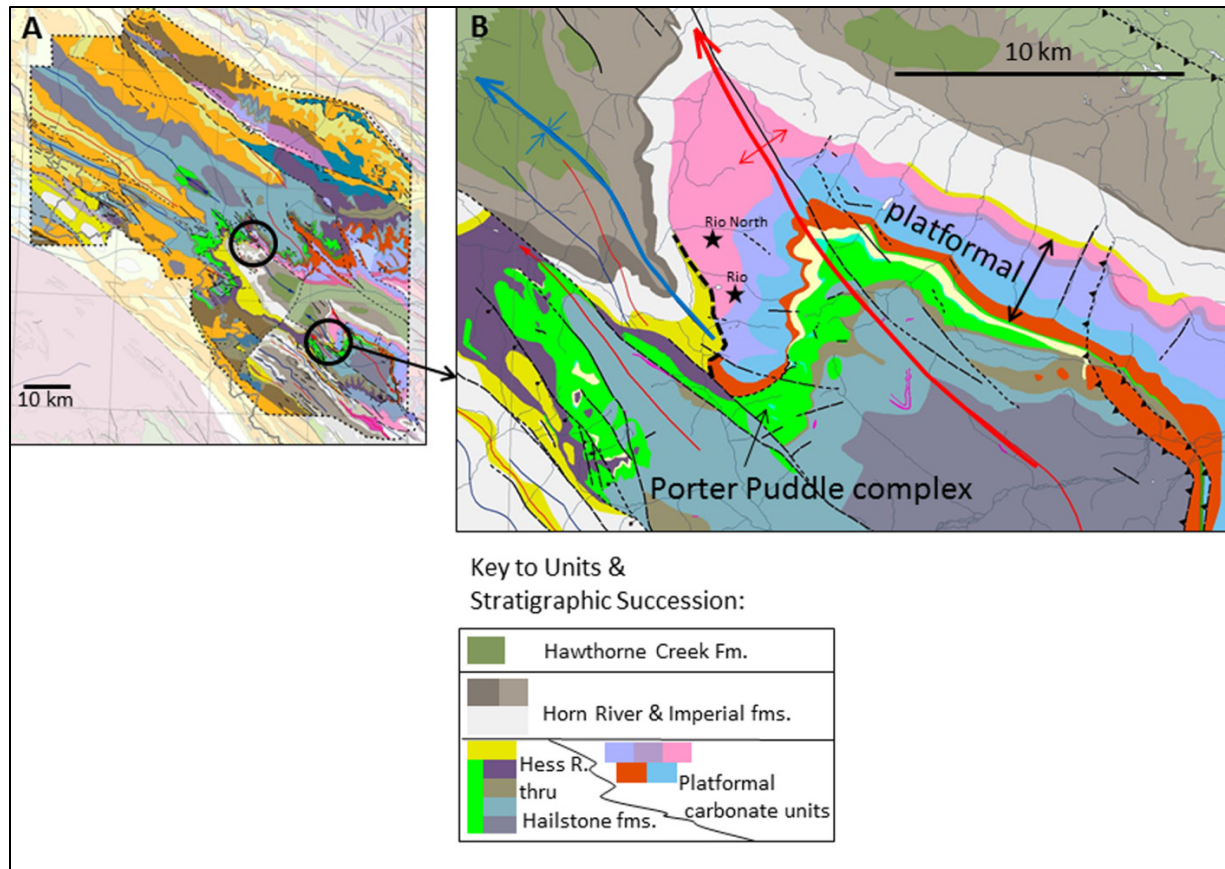 A
10 km
B
10 km
Rio North
Rio
platformal
Porter Puddle complex
Key to Units &
Stratigraphic Succession:
Hawthorne Creek Fm.
Horn River & Imperial fms.
Hess R.
thru
Hailstone fms.
Platformal
carbonate units